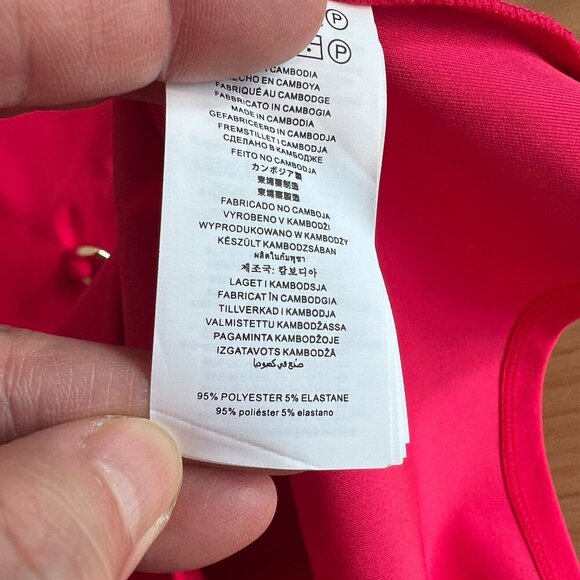 P
P
CAMBODIA
HECHO EN CAMBOYA
FABRIQUÉ AU CAMBODGE
FABBRICATO IN CAMBOGIA
MADE IN CAMBODIA
GEFABRICEERD IN CAMBODJA
FREMSTILLET I CAMBODJA
СДЕЛАНО В КАМБОДЖЕ
FEITO NO CAMBODJA
カンボジア製
柬埔寨制造
柬埔寨製造
FABRICADO NO CAMBOJA
VYROBENO V KAMBODŽI
WYPRODUKOWANO W KAMBODŻY
KÉSZÜLT KAMBODZSÁBAN
ผลิตในกัมพูชา
제조국: 캄보디아
LAGET I KAMBODSJA
FABRICAT ÎN CAMBODGIA
TILLVERKAD I KAMBODJA
VALMISTETTU KAMBODŽASSA
PAGAMINTA KAMBODŽOJE
IZGATAVOTS KAMBODŽĀ
صنع في كمبوديا
95% POLYESTER 5% ELASTANE
95% poliéster 5% elastano